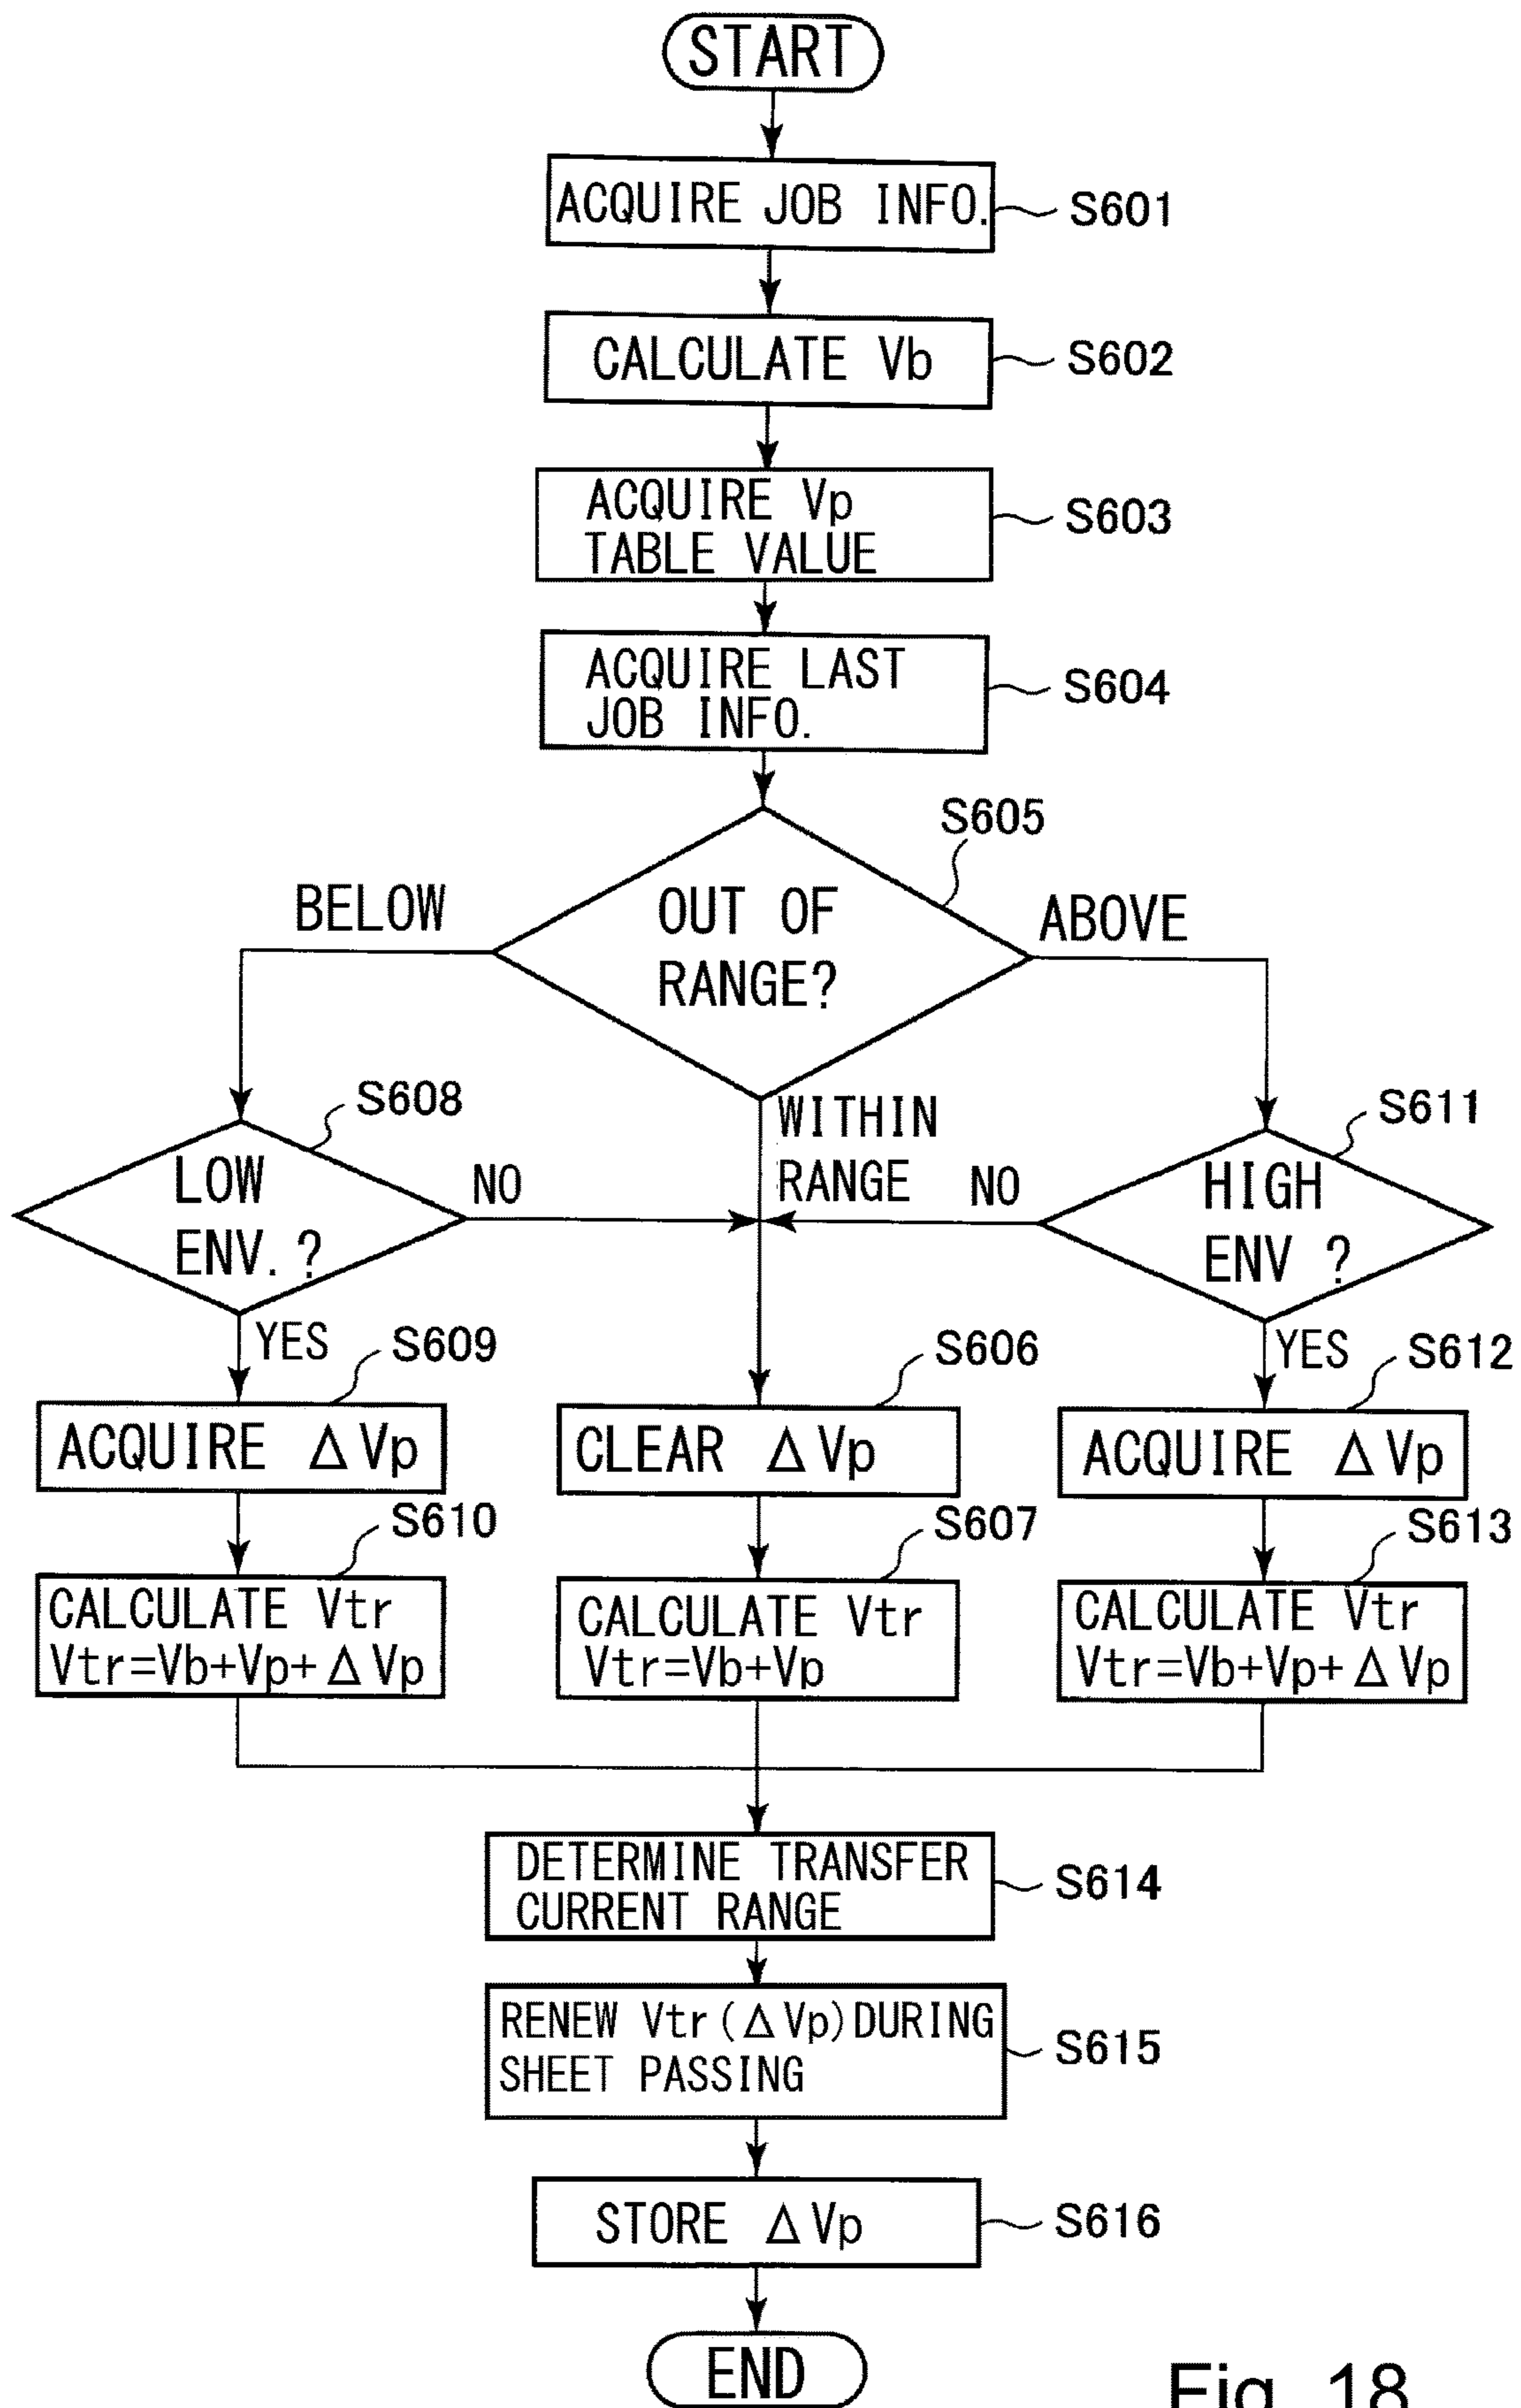 START
ACQUIRE JOB INFO.
S601
CALCULATE Vb
S602
ACQUIRE Vp
TABLE VALUE
S603
ACQUIRE LAST
JOB INFO.
S604
S605
OUT OF
RANGE?
BELOW
ABOVE
WITHIN
RANGE
S608
LOW
ENV. ?
NO
S611
HIGH
ENV ?
NO
YES
S609
ACQUIRE ΔVp
S606
CLEAR ΔVp
YES
S612
ACQUIRE ΔVp
S610
CALCULATE Vtr
Vtr=Vb+Vp+ΔVp
S607
CALCULATE Vtr
Vtr=Vb+Vp
S613
CALCULATE Vtr
Vtr=Vb+Vp+ΔVp
DETERMINE TRANSFER
CURRENT RANGE
S614
RENEW Vtr(ΔVp)DURING
SHEET PASSING
S615
STORE ΔVp
S616
END
Fig. 18